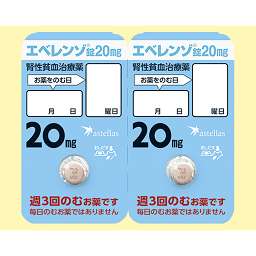 エベレンゾ®錠20mg
腎性貧血治療薬
お薬をのむ日
月 日
曜日
20mg
astellas
週3回のむお薬です
毎日のむお薬ではありません
エベレンゾ®錠20mg
腎性貧血治療薬
お薬をのむ日
月 日
曜日
20mg
astellas
週3回のむお薬です
毎日のむお薬ではありません